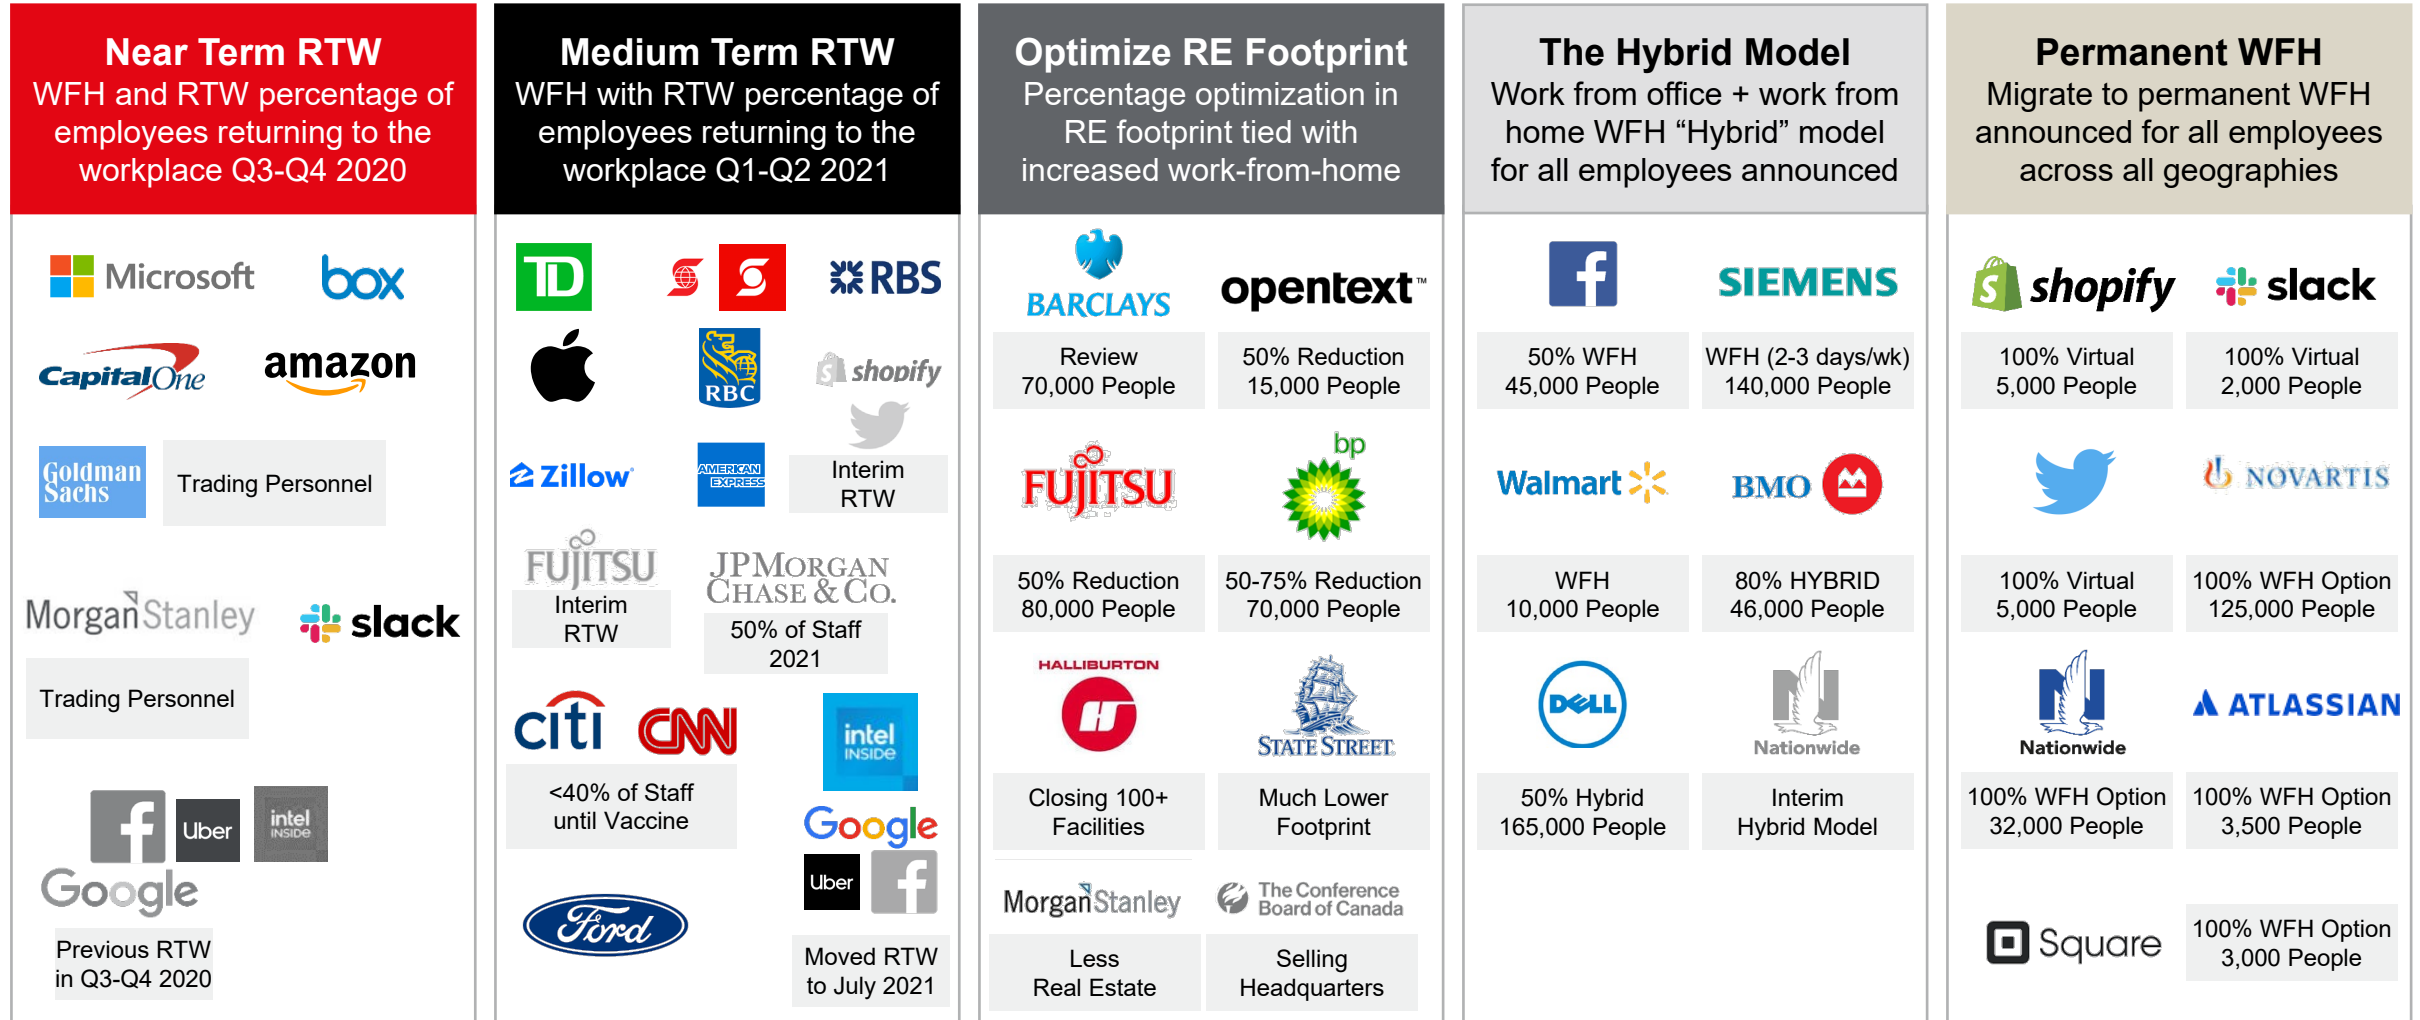 Near Term RTW
WFH and RTW percentage of
employees returning to the
workplace Q3-Q4 2020
Microsoft
box
CapitalOne
amazon
Goldman
Sachs
Trading Personnel
Morgan Stanley
slack
Trading Personnel
f
Uber
intel
INSIDE
Google
Previous RTW
in Q3-Q4 2020
Medium Term RTW
WFH with RTW percentage of
employees returning to the
workplace Q1-Q2 2021
TD
S
S
RBS
RBC
shopify
Zillow
AMERICAN
EXPRESS
Interim
RTW
FUJITSU
Interim
RTW
JPMORGAN
CHASE & CO.
50% of Staff
2021
citi
CNN
<40% of Staff
until Vaccine
intel
INSIDE
Google
Uber
f
Ford
Moved RTW
to July 2021
Optimize RE Footprint
Percentage optimization in
RE footprint tied with
increased work-from-home
BARCLAYS
opentext™
Review
70,000 People
50% Reduction
15,000 People
FUJITSU
bp
50% Reduction
80,000 People
50-75% Reduction
70,000 People
HALLIBURTON
H
STATE STREET
Closing 100+
Facilities
Much Lower
Footprint
Morgan Stanley
The Conference
Board of Canada
Less
Real Estate
Selling
Headquarters
The Hybrid Model
Work from office + work from
home WFH “Hybrid” model
for all employees announced
f
SIEMENS
50% WFH
45,000 People
WFH (2-3 days/wk)
140,000 People
Walmart
BMO
WFH
10,000 People
80% HYBRID
46,000 People
DELL
N
Nationwide
50% Hybrid
165,000 People
Interim
Hybrid Model
Permanent WFH
Migrate to permanent WFH
announced for all employees
across all geographies
S
shopify
slack
100% Virtual
5,000 People
100% Virtual
2,000 People
NOVARTIS
100% Virtual
5,000 People
100% WFH Option
125,000 People
N
Nationwide
ATLASSIAN
100% WFH Option
32,000 People
100% WFH Option
3,500 People
Square
100% WFH Option
3,000 People